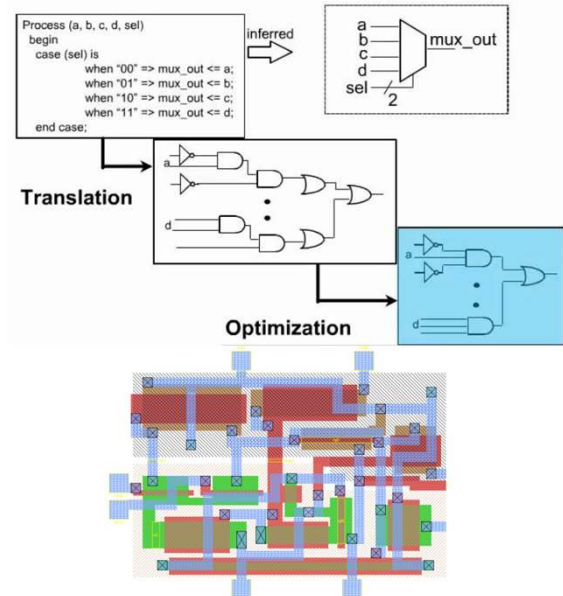 Process (a, b, c, d, sel)
begin
case (sel) is
when “00” => mux_out <= a;
when “01” => mux_out <= b;
when “10” => mux_out <= c;
when “11” => mux_out <= d;
end case;
inferred
a
b
c
d
sel
2
mux_out
Translation
a
d
Optimization
a
d